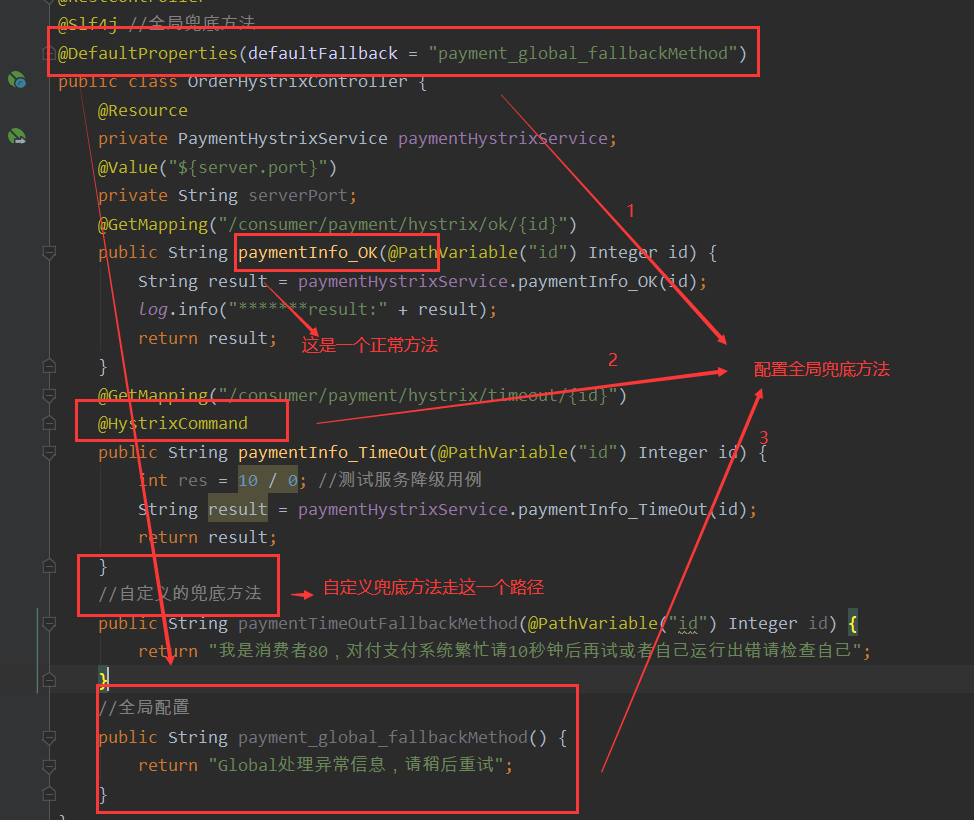 @RestController
@Slf4j //全局兜底方法
@DefaultProperties(defaultFallback = "payment_global_fallbackMethod")
public class OrderHystrixController {
@Resource
private PaymentHystrixService paymentHystrixService;
@Value("${server.port}")
private String serverPort;
1
@GetMapping("/consumer/payment/hystrix/ok/{id}")
public String paymentInfo_OK(@PathVariable("id") Integer id) {
String result = paymentHystrixService.paymentInfo_OK(id);
log.info("*******result:" + result);
return result;
这是一个正常方法
}
2
配置全局兜底方法
@GetMapping("/consumer/payment/hystrix/timeout/{id}")
@HystrixCommand
3
public String paymentInfo_TimeOut(@PathVariable("id") Integer id) {
int res = 10 / 0; //测试服务降级用例
String result = paymentHystrixService.paymentInfo_TimeOut(id);
return result;
}
//自定义的兜底方法
自定义兜底方法走这一个路径
public String paymentTimeOutFallbackMethod(@PathVariable("id") Integer id) {
return "我是消费者80，对付支付系统繁忙请10秒钟后再试或者自己运行出错请检查自己";
}
//全局配置
public String payment_global_fallbackMethod() {
return "Global处理异常信息，请稍后重试";
}
}